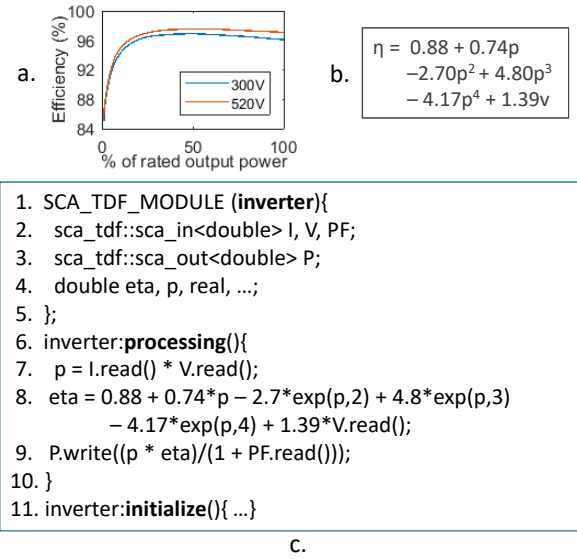 100
96
92
88
84
Efficiency (%)
300V
520V
0
50
100
% of rated output power
a.
b.
η = 0.88 + 0.74p
−2.70p² + 4.80p³
− 4.17p⁴ + 1.39v
1. SCA_TDF_MODULE (inverter){
2. sca_tdf::sca_in<double> I, V, PF;
3. sca_tdf::sca_out<double> P;
4. double eta, p, real, …;
5. };
6. inverter:processing(){
7. p = I.read() * V.read();
8. eta = 0.88 + 0.74*p – 2.7*exp(p,2) + 4.8*exp(p,3)
– 4.17*exp(p,4) + 1.39*V.read();
9. P.write((p * eta)/(1 + PF.read()));
10. }
11. inverter:initialize(){ …}
c.